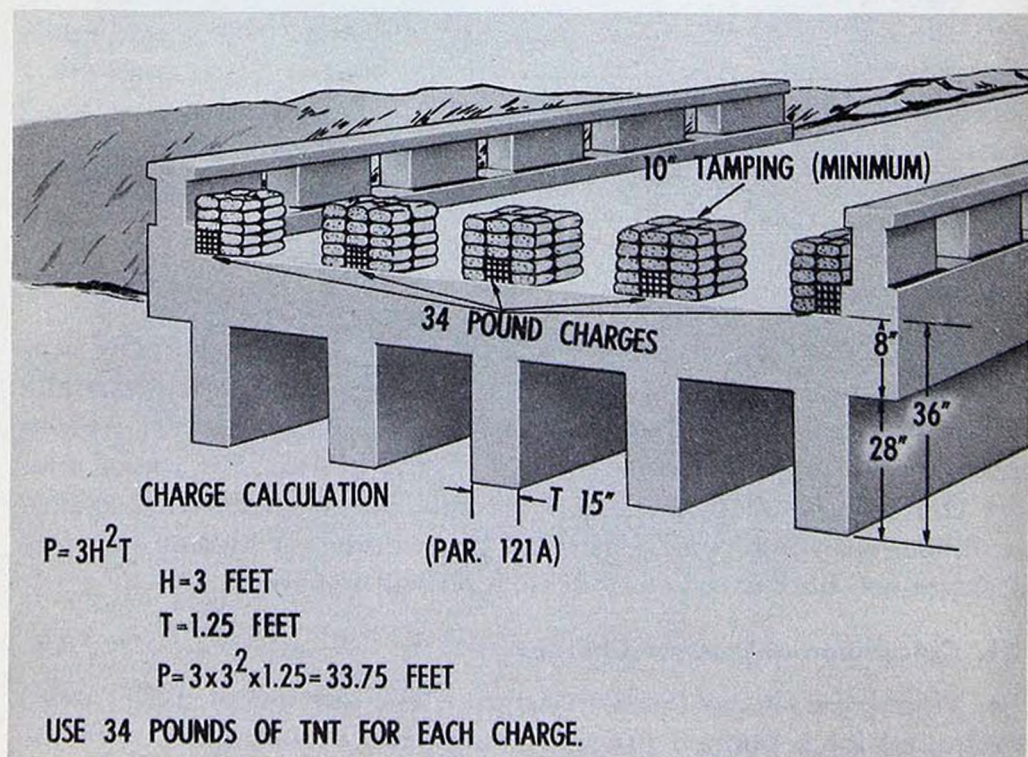 10" TAMPING (MINIMUM)
34 POUND CHARGES
8"
36"
28"
T 15"
CHARGE CALCULATION
(PAR. 121A)
P=3H²T
H=3 FEET
T=1.25 FEET
P=3x3²x1.25=33.75 FEET
USE 34 POUNDS OF TNT FOR EACH CHARGE.